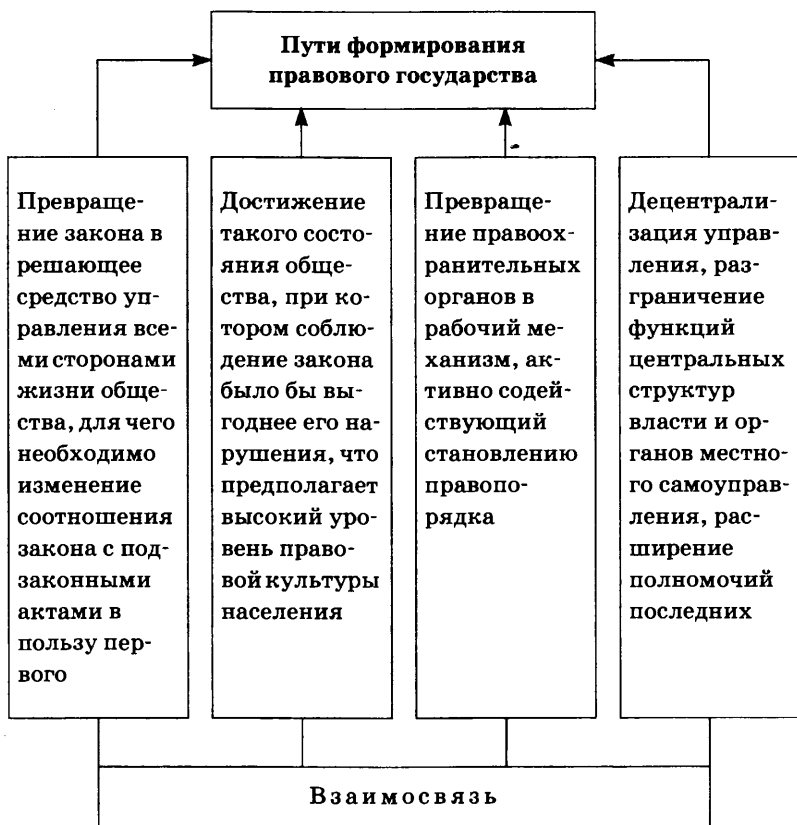 Пути формирования
правового государства
Превраще-
ние закона в
решающее
средство уп-
равления все-
ми сторонами
жизни обще-
ства, для чего
необходимо
изменение
соотношения
закона с под-
законными
актами в
пользу пер-
вого
Достижение
такого состо-
яния обще-
ства, при ко-
тором соблю-
дение закона
было бы вы-
годнее его на-
рушения, что
предполагает
высокий уро-
вень право-
вой культуры
населения
Превраще-
ние правоох-
ранительных
органов в
рабочий ме-
ханизм, ак-
тивно содей-
ствующий
становлению
правопо-
рядка
Децентрали-
зация управ-
ления, раз-
граничение
функций
центральных
структур
власти и ор-
ганов местно-
го самоуправ-
ления, рас-
ширение
полномочий
последних
Взаимосвязь